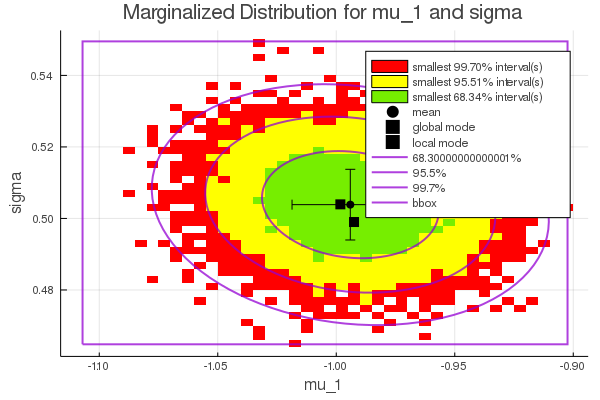 Marginalized Distribution for mu_1 and sigma
smallest 99.70% interval(s)
smallest 95.51% interval(s)
smallest 68.34% interval(s)
mean
global mode
local mode
68.30000000000001%
95.5%
99.7%
bbox
sigma
0.54
0.52
0.50
0.48
-1.10
-1.05
-1.00
-0.95
-0.90
mu_1